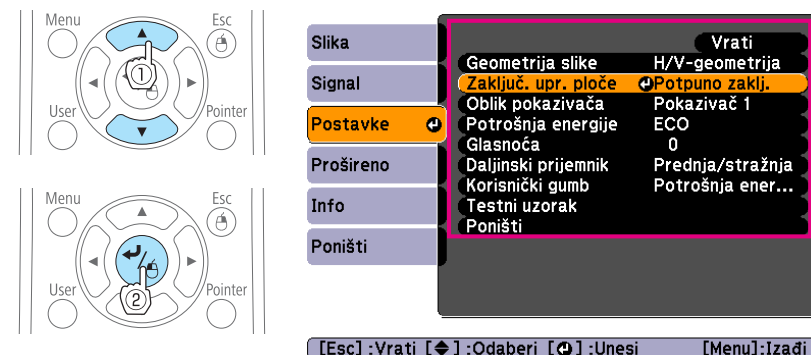 Menu
Esc
①
User
Pointer
Menu
Esc
②
User
Pointer
Slika
Signal
Postavke
Prošireno
Info
Poništi
Vrati
Geometrija slike H/V-geometrija
Zaključ. upr. ploče Potpuno zaklj.
Oblik pokazivača Pokazivač 1
Potrošnja energije ECO
Glasnoća 0
Daljinski prijemnik Prednja/stražnja
Korisnički gumb Potrošnja ener...
Testni uzorak
Poništi
[Esc] :Vrati [◆] :Odaberi [⏎] :Unesi [Menu]:Izađi